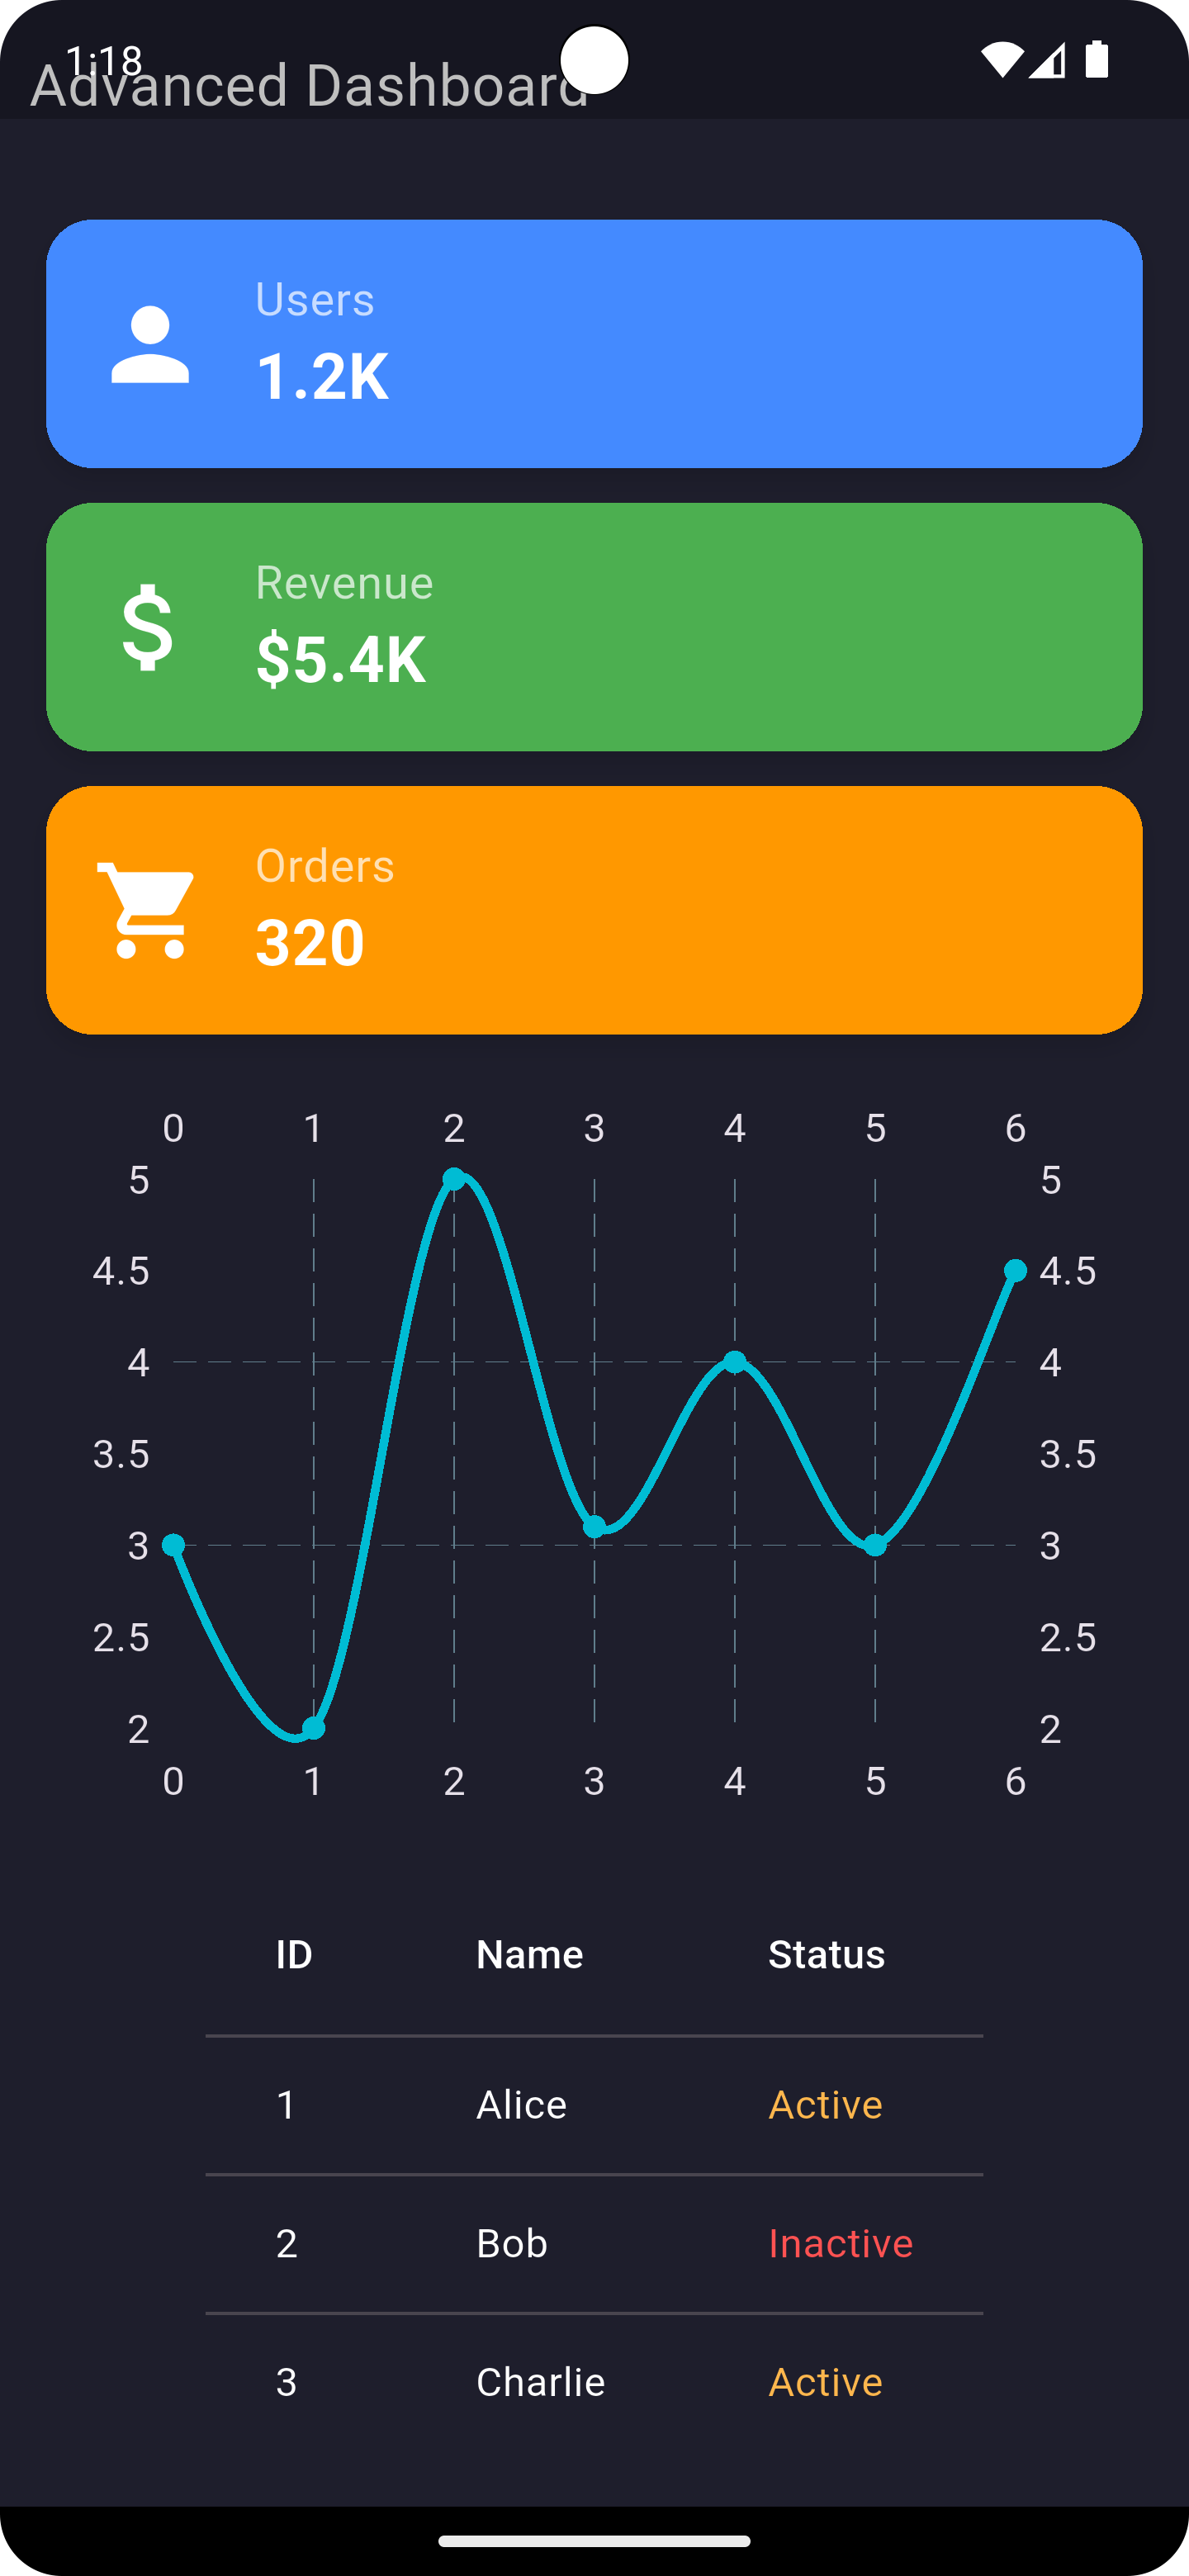 1:18
Advanced Dashboard
Users
1.2K
Revenue
$5.4K
Orders
320
0 1 2 3 4 5 6
5 5
4.5 4.5
4 4
3.5 3.5
3 3
2.5 2.5
2 2
0 1 2 3 4 5 6
ID Name Status
1 Alice Active
2 Bob Inactive
3 Charlie Active